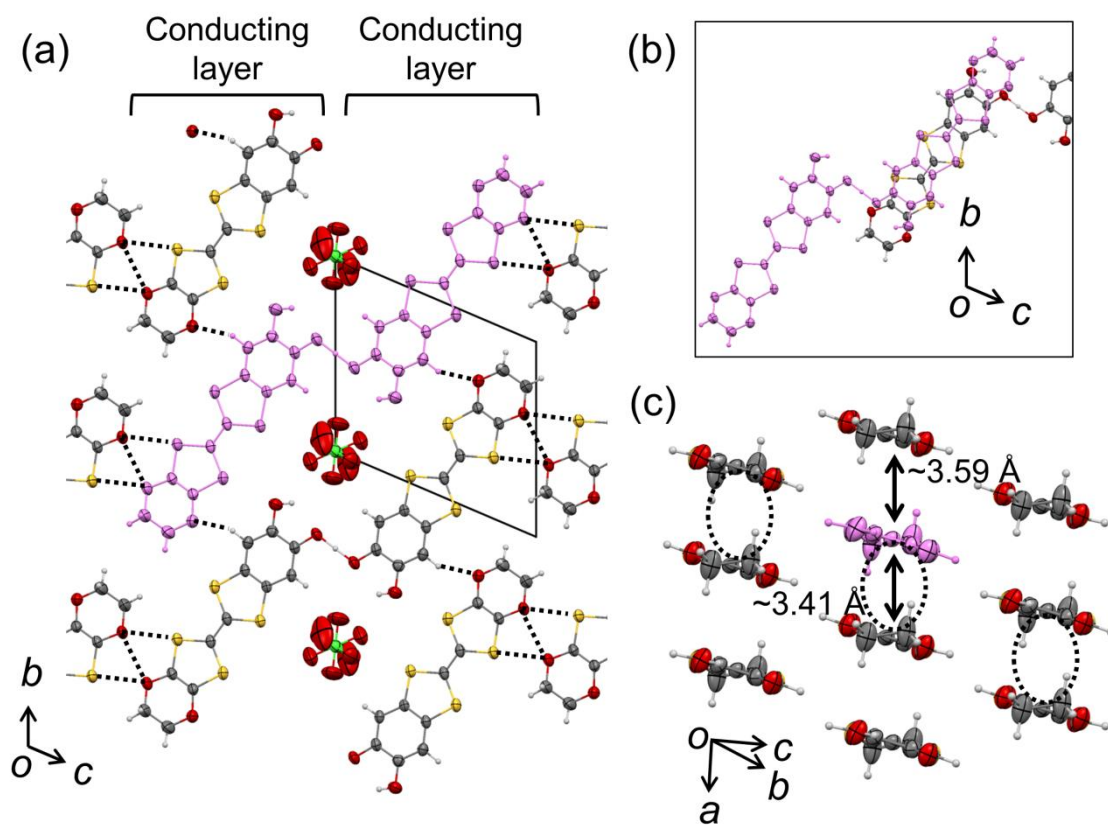 (a)
Conducting
layer
Conducting
layer
b
o
c
(b)
b
o
c
(c)
~3.59 Å
~3.41 Å
o
c
b
a